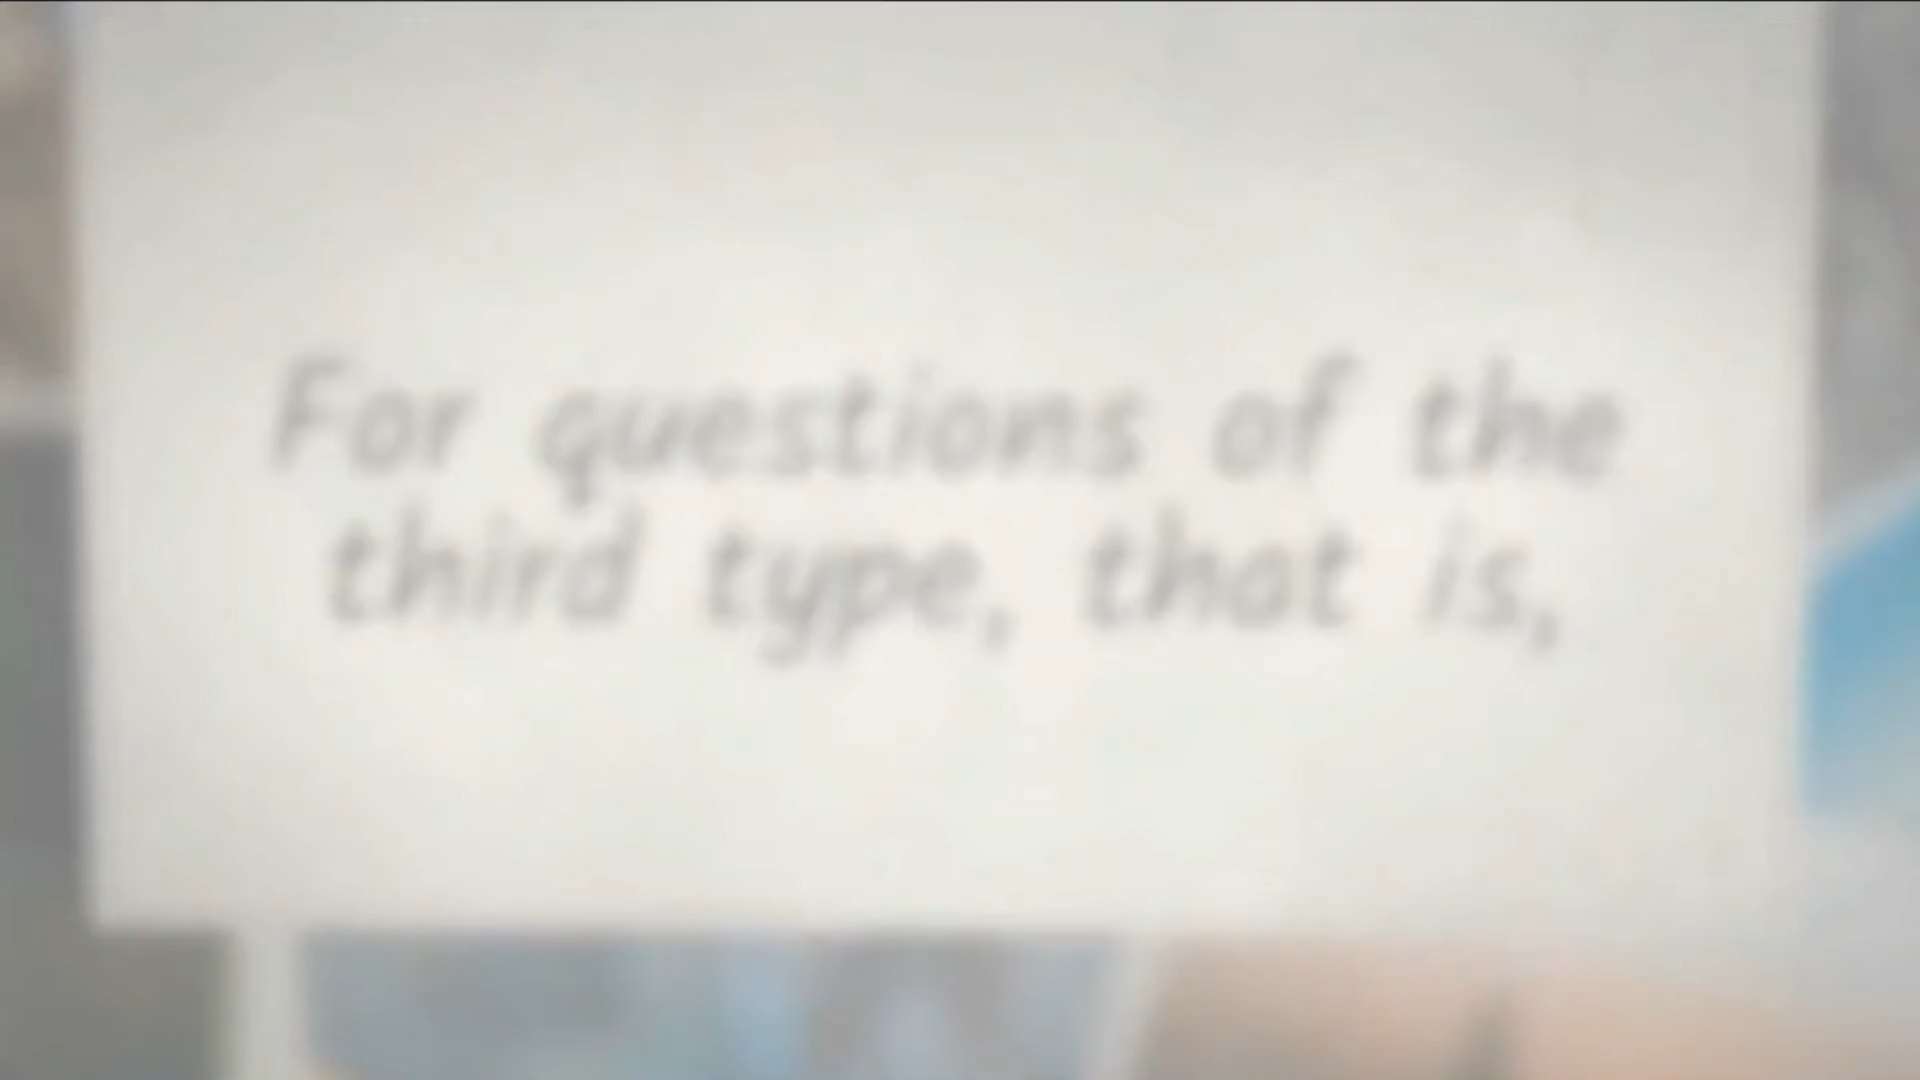 For questions of the
third type, that is,